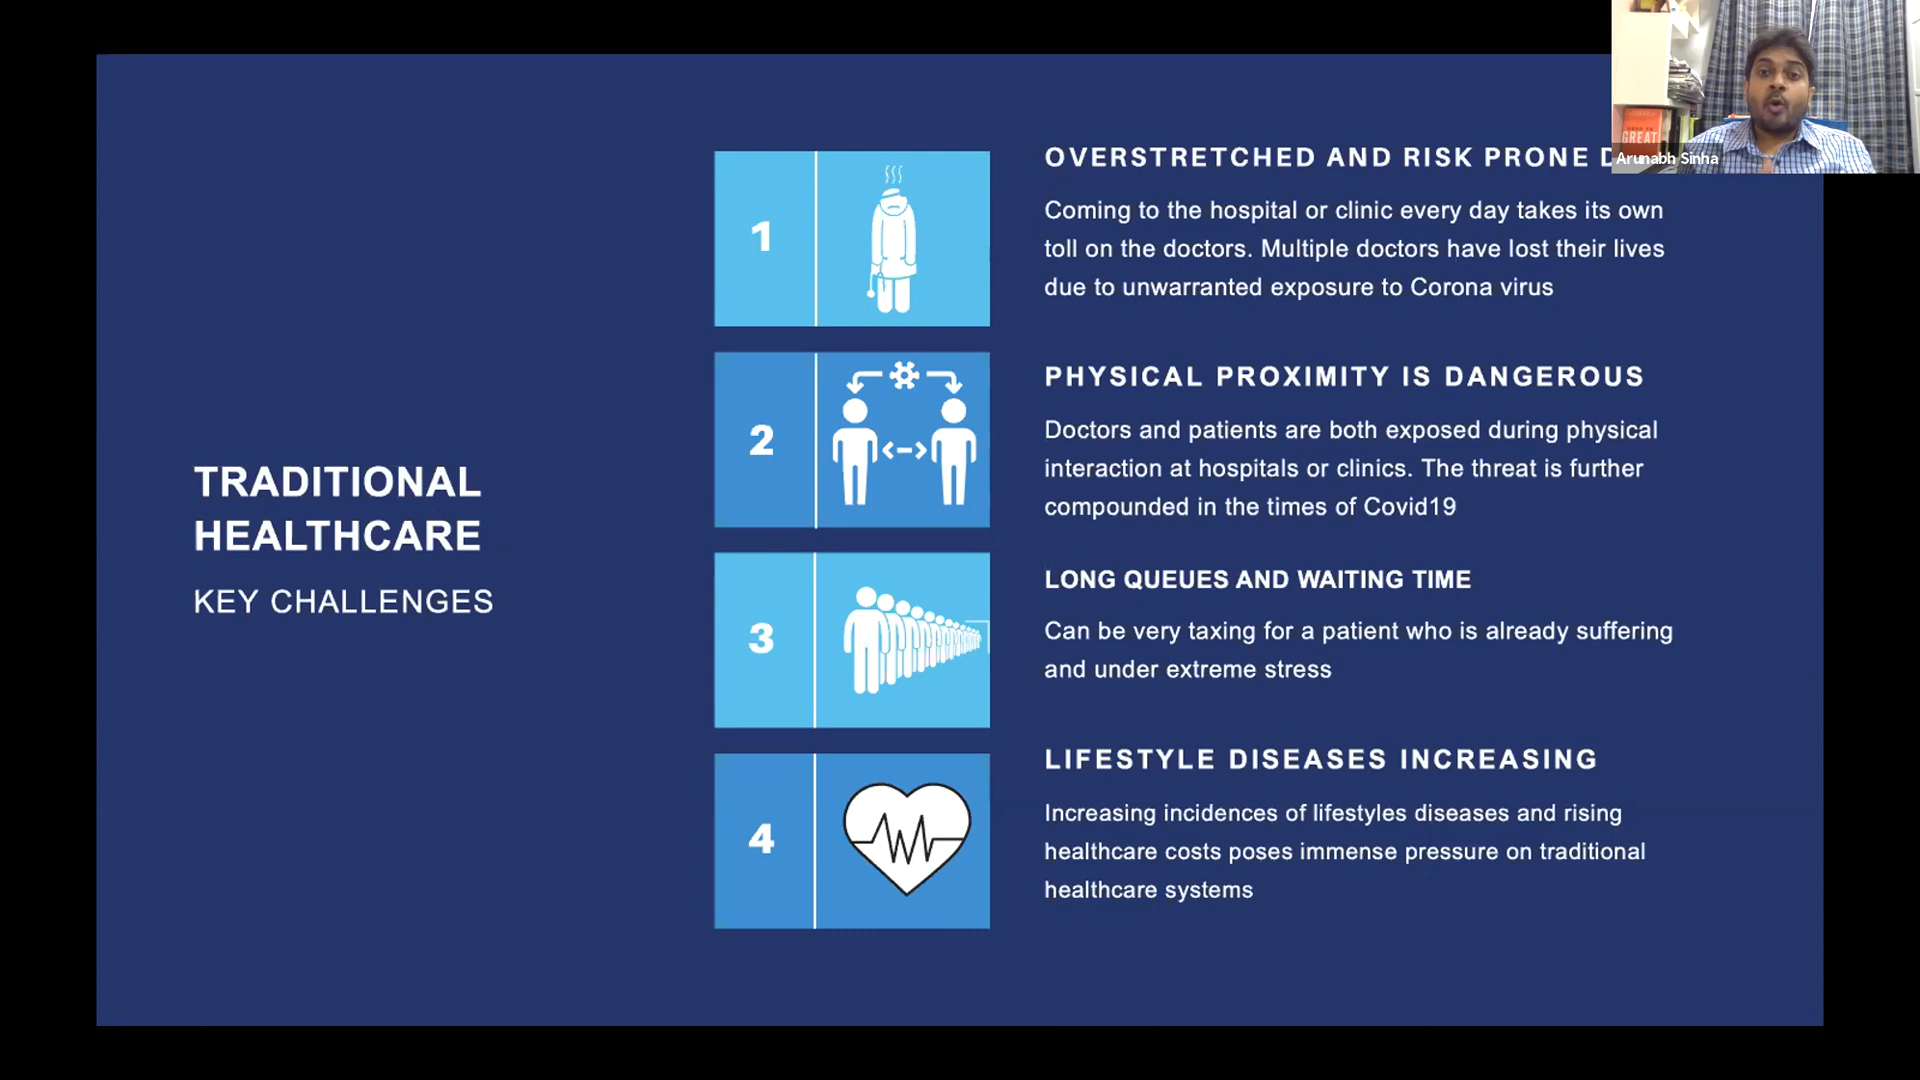 TRADITIONAL
HEALTHCARE
KEY CHALLENGES
1
OVERSTRETCHED AND RISK PRONE
Coming to the hospital or clinic every day takes its own
toll on the doctors. Multiple doctors have lost their lives
due to unwarranted exposure to Corona virus
2
PHYSICAL PROXIMITY IS DANGEROUS
Doctors and patients are both exposed during physical
interaction at hospitals or clinics. The threat is further
compounded in the times of Covid19
3
LONG QUEUES AND WAITING TIME
Can be very taxing for a patient who is already suffering
and under extreme stress
4
LIFESTYLE DISEASES INCREASING
Increasing incidences of lifestyles diseases and rising
healthcare costs poses immense pressure on traditional
healthcare systems
GREAT
Arunabh Sinha